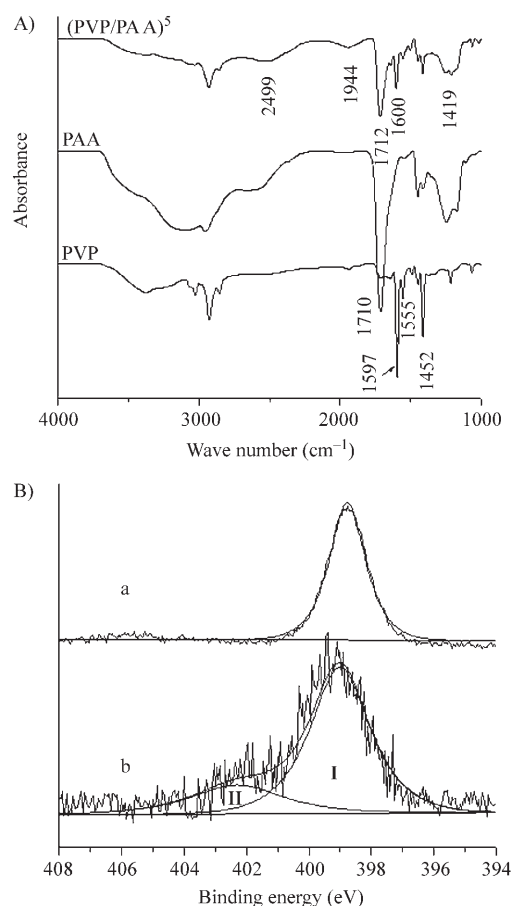 A)
(PVP/PAA)5
2499
1944
1712
1600
1419
PAA
PVP
1710
1597
1555
1452
Absorbance
4000 3000 2000 1000
Wave number (cm–1)
B)
a
b
I
II
408 406 404 402 400 398 396 394
Binding energy (eV)